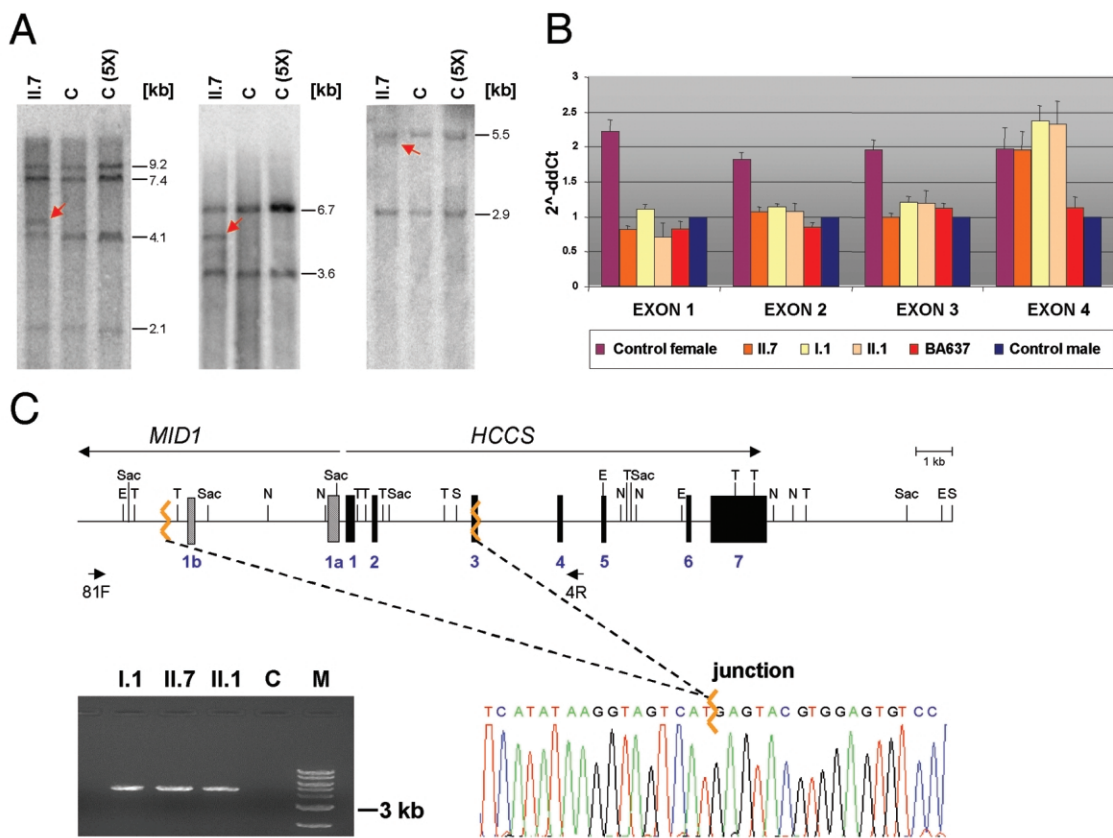 A
II.7 C C (5X) [kb]
9.2
7.4
4.1
2.1
II.7 C C (5X) [kb]
6.7
3.6
II.7 C C (5X) [kb]
5.5
2.9
B
2^-ddCt
3
2.5
2
1.5
1
0.5
0
EXON 1 EXON 2 EXON 3 EXON 4
Control female II.7 I.1 II.1 BA637 Control male
C
MID1 HCCS
1 kb
Sac Sac E TSac T T
E T T Sac N N T T T Sac T S N N E N N T Sac E S
1b 1a 1 2 3 4 5 6 7
81F 4R
junction
I.1 II.7 II.1 C M
3 kb
TCATATAAGGTAGTCATGAGTACGTGGAGTGTCC